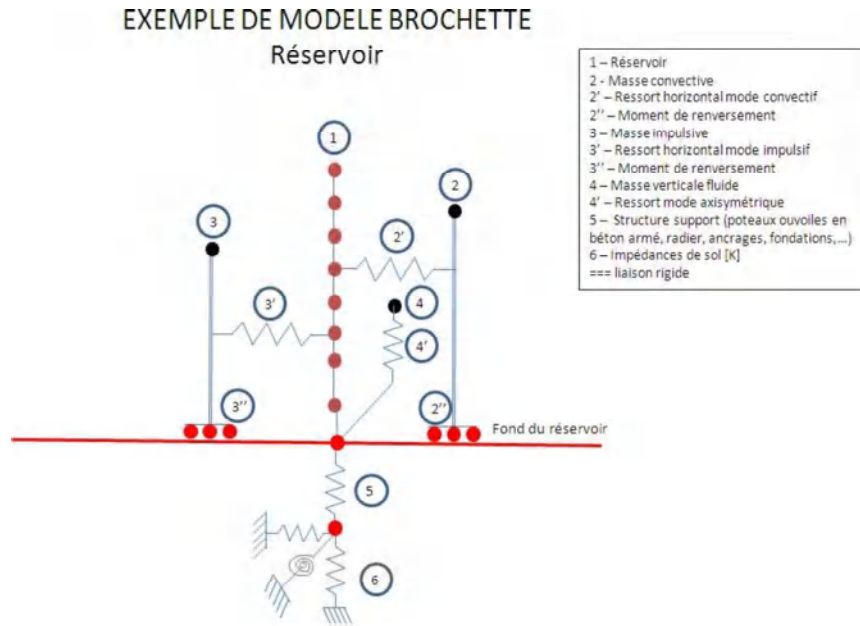 EXEMPLE DE MODELE BROCHETTE
Réservoir
1 – Réservoir
2 - Masse convective
2' – Ressort horizontal mode convectif
2'' – Moment de renversement
3 – Masse impulsive
3' – Ressort horizontal mode impulsif
3'' – Moment de renversement
4 – Masse verticale fluide
4' – Ressort mode axisymétrique
5 – Structure support (poteaux ouvoiles en
béton armé, radier, ancrages, fondations,...)
6 – Impédances de sol [K]
=== liaison rigide
1
2
3
2'
3'
4
4'
3''
2''
Fond du réservoir
5
6